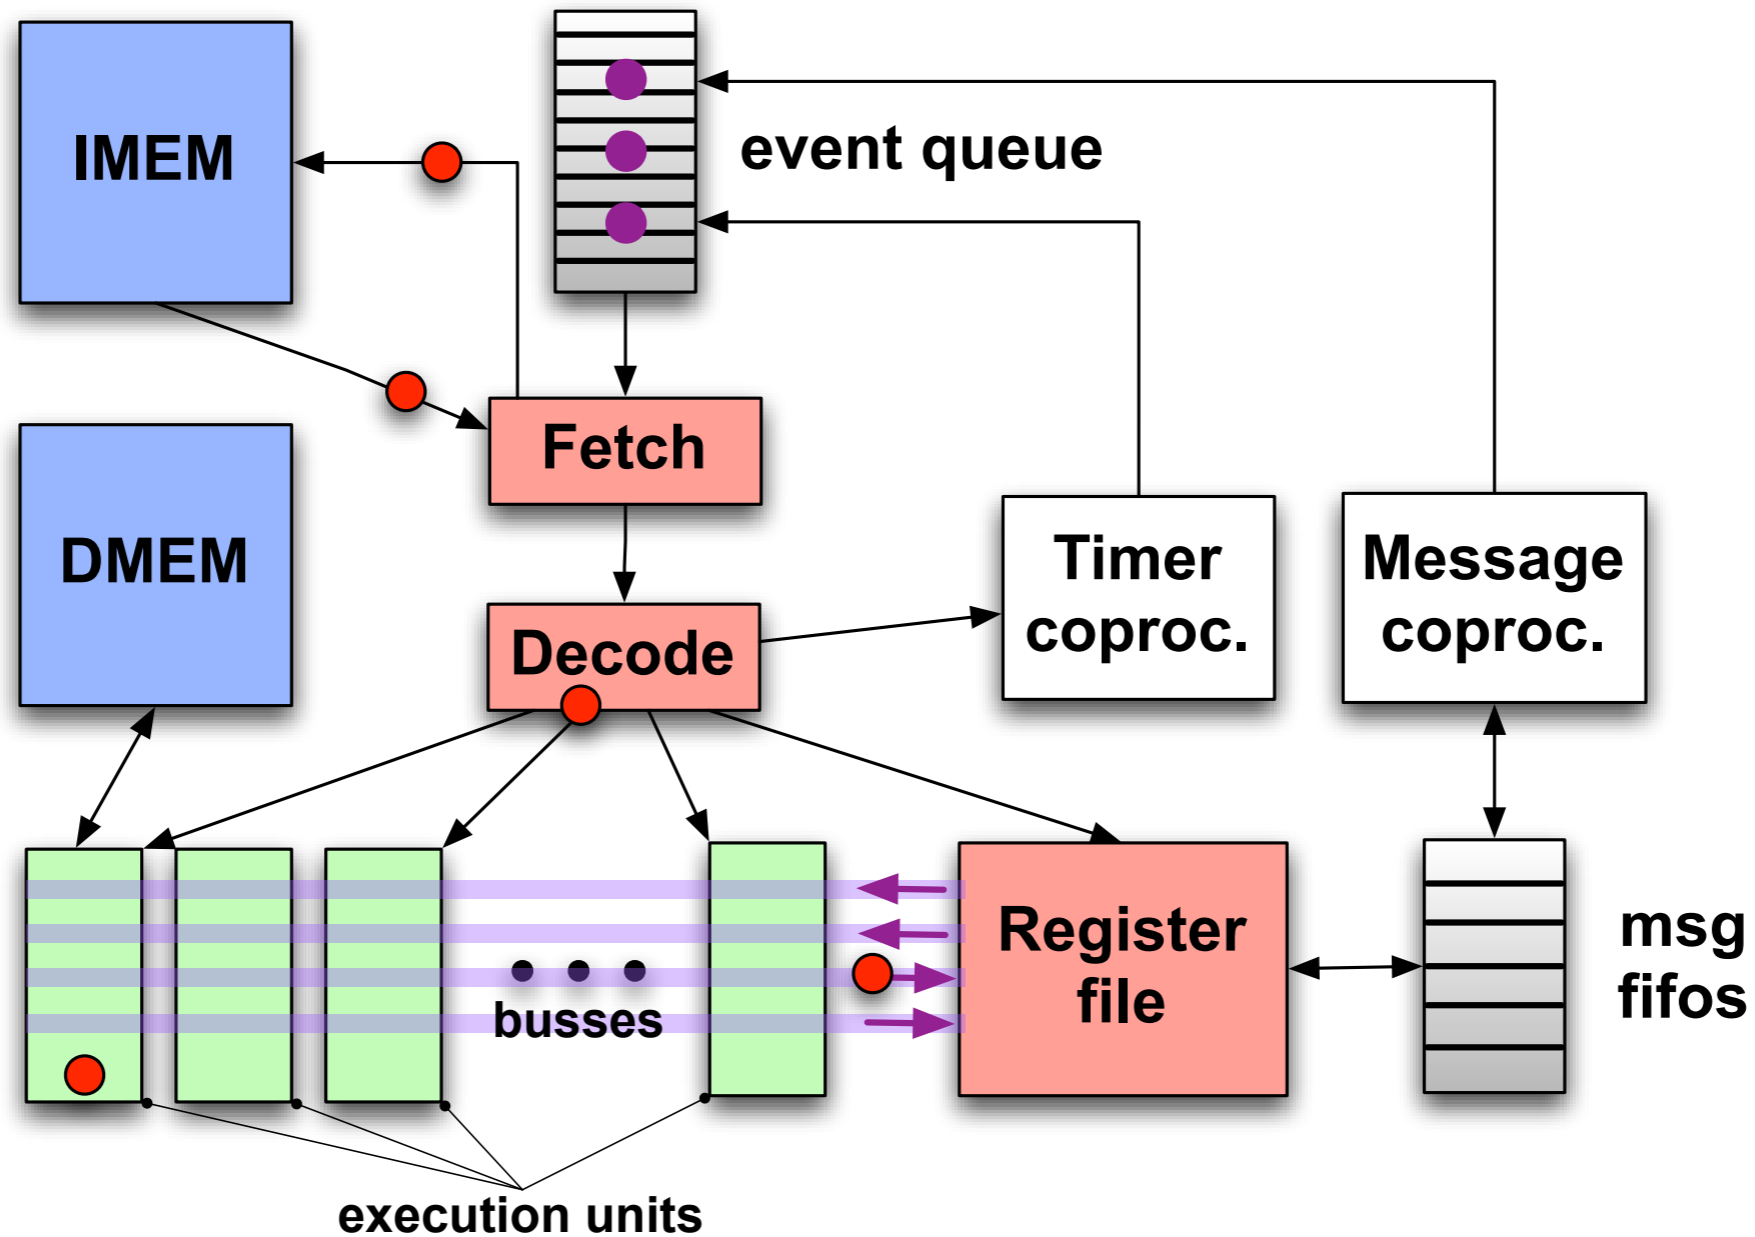 IMEM
event queue
Fetch
DMEM
Timer
coproc.
Message
coproc.
Decode
busses
Register
file
msg
fifos
execution units